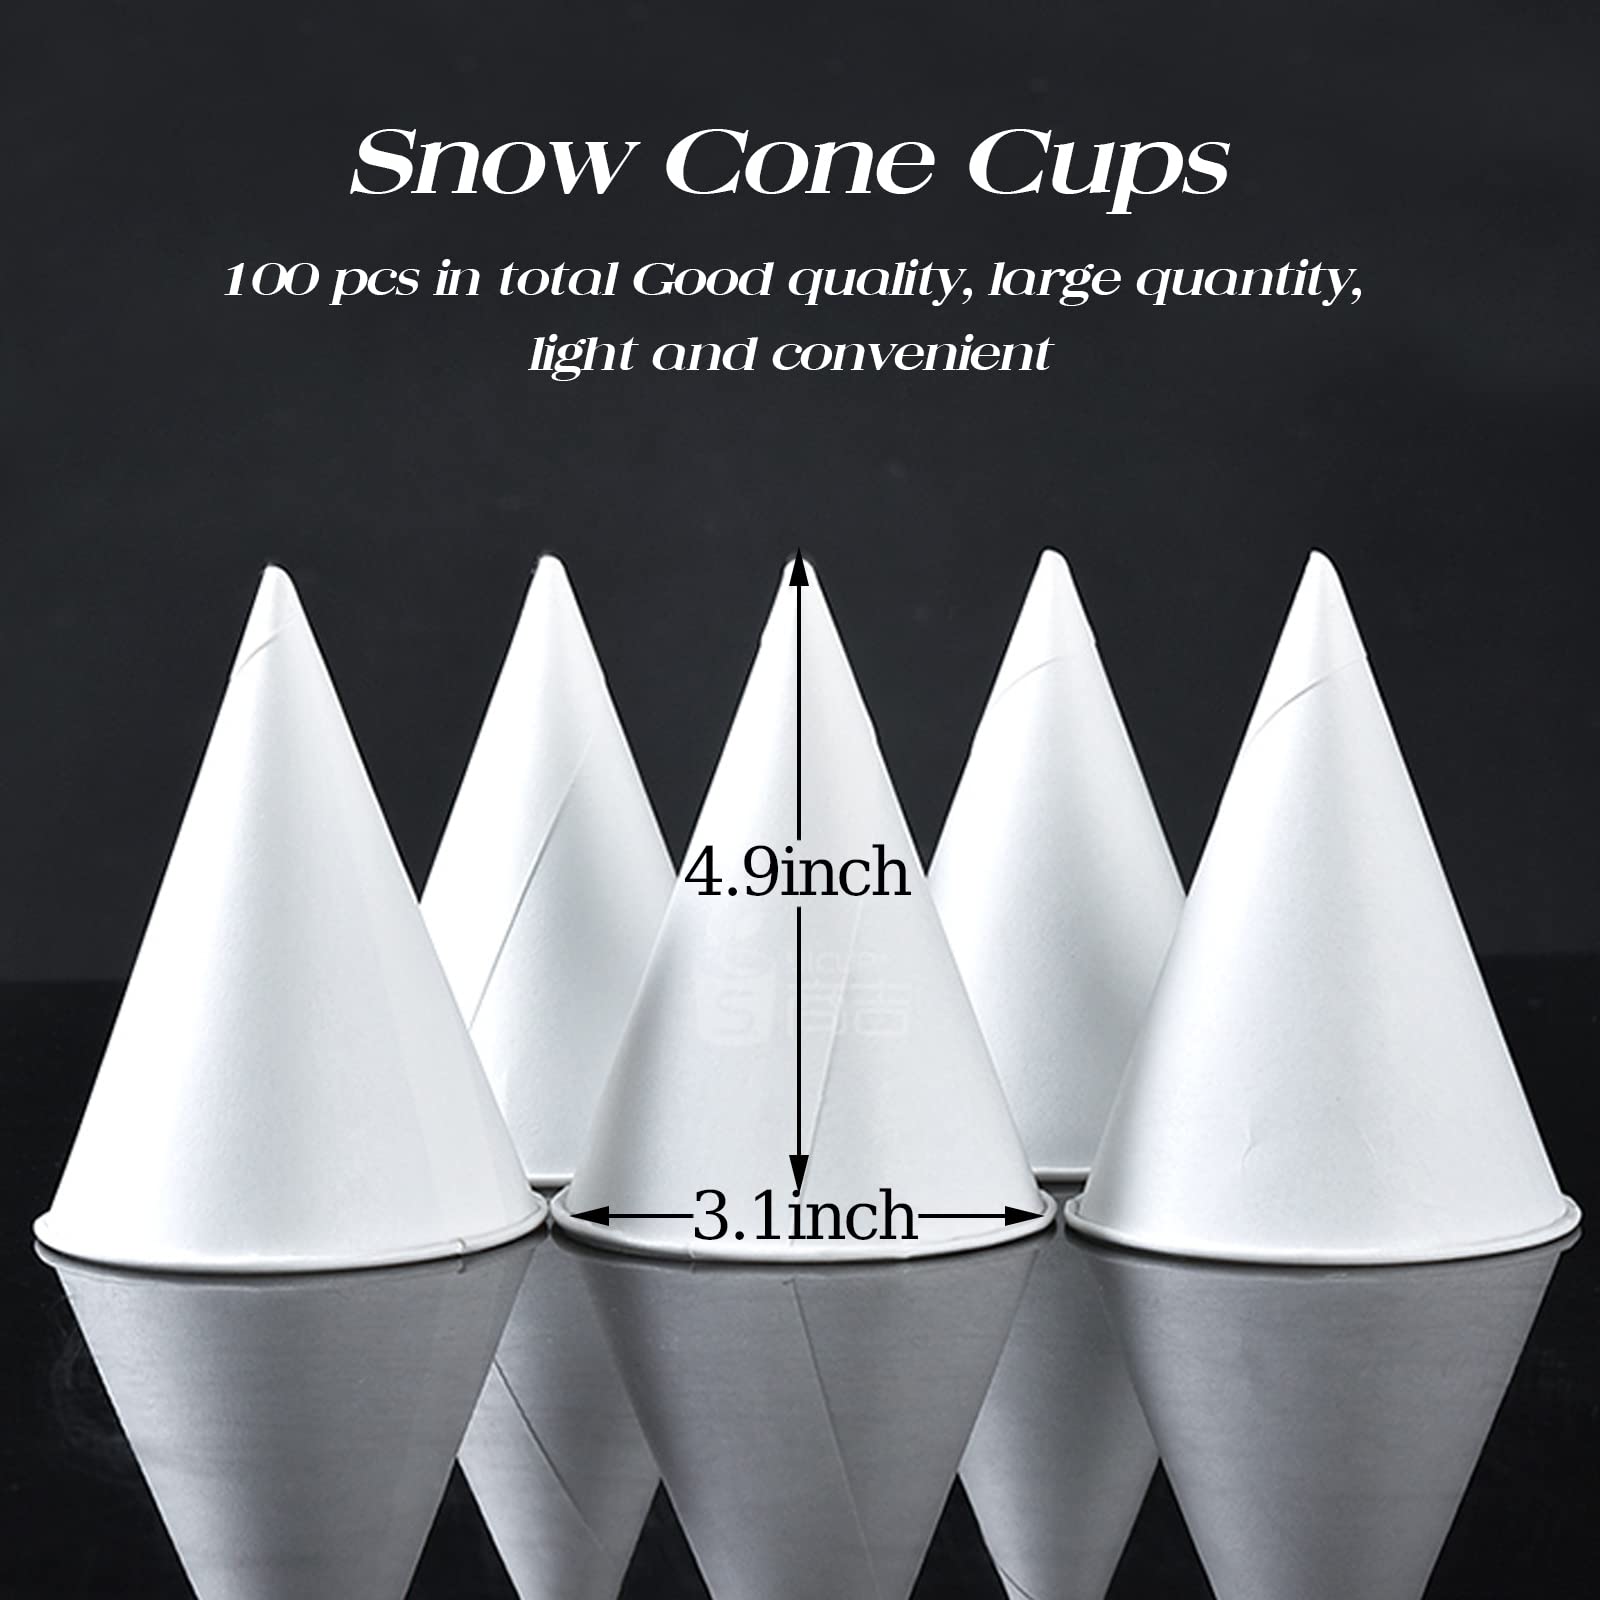 Snow Cone Cups
100 pcs in total Good quality, large quantity,
light and convenient
4.9inch
3.1inch